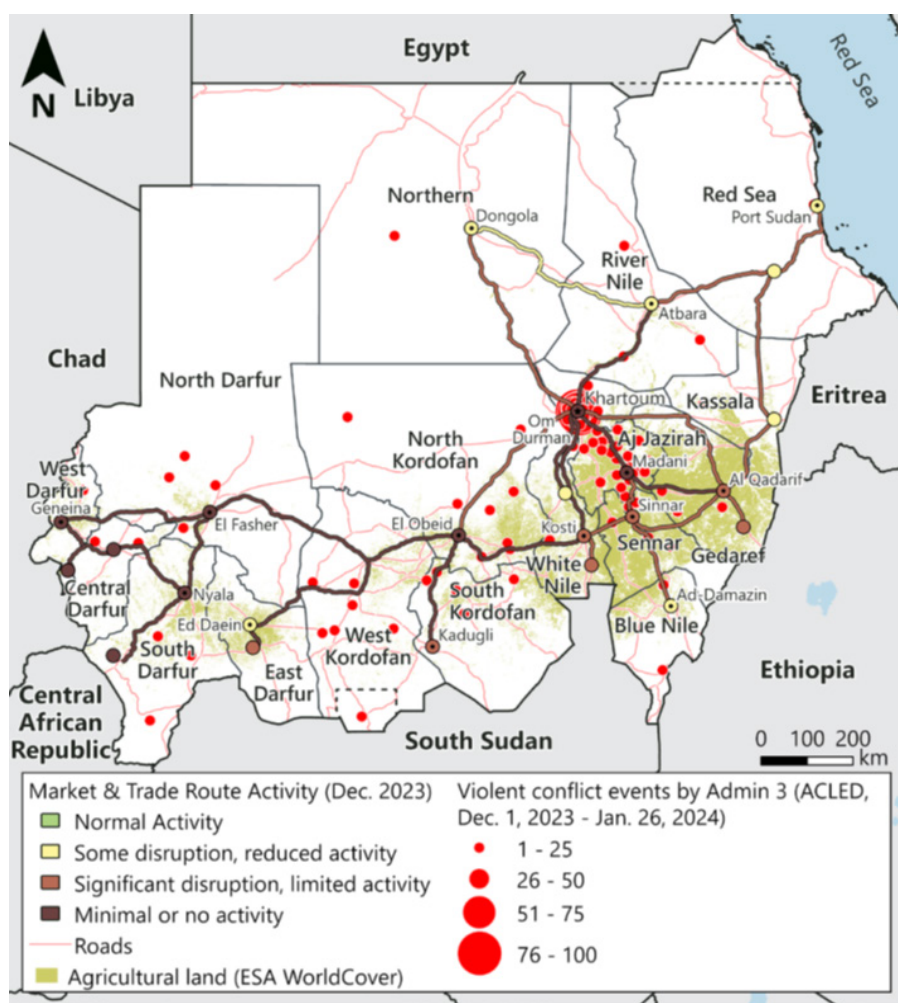 Egypt
Libya
N
Red Sea
Northern
Dongola
Red Sea
Port Sudan
River
Nile
Atbara
Chad
North Darfur
Khartoum
Kassala
Eritrea
Om
Durman
Aj Jazirah
Madani
North
Kordofan
West
Darfur
Geneina
El Fasher
El Obeid
Kosti
Sinnar
Al Qadarif
Sennar
Gedaref
White
Nile
Central
Darfur
Nyala
South
Kordofan
Ad-Damazin
Blue Nile
Ed Daein
Kadugli
South
Darfur
West
Kordofan
East
Darfur
Ethiopia
Central
African
Republic
South Sudan
0 100 200
km
Market & Trade Route Activity (Dec. 2023)
Normal Activity
Some disruption, reduced activity
Significant disruption, limited activity
Minimal or no activity
Roads
Agricultural land (ESA WorldCover)
Violent conflict events by Admin 3 (ACLED,
Dec. 1, 2023 - Jan. 26, 2024)
1 - 25
26 - 50
51 - 75
76 - 100